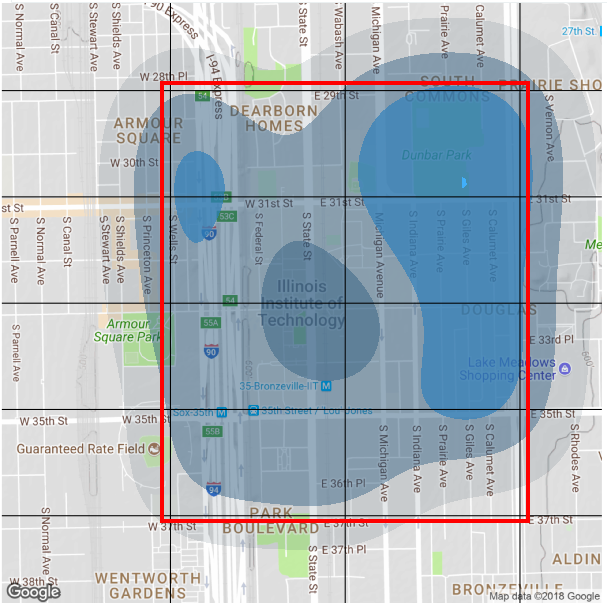 90 Express
27th St.
S Normal Ave
S Canal St
S Stewart Ave
S Shields Ave
I-94 Express
S State St
S Wabash Ave
Michigan Ave
Prairie Ave
Calumet Ave
W 28th Pl
SOUTH
COMMONS
PRAIRIE SHO
54
E 29th St
DEARBORN
HOMES
ARMOUR
SQUARE
S Vernon Ave
W 30th St
Dunbar Park
W 31st St
E 31st St
E 31st St
st St
53C
90
S Parnell Ave
S Normal Ave
S Canal St
S Stewart Ave
S Shields Ave
S Princeton Ave
S Wells St
S Federal St
S State St
Michigan Avenue
S Indiana Ave
S Prairie Ave
S Giles Ave
S Calumet Ave
Me
Illinois
Institute of
Technology
54
DOUGLAS
Armour
Square Park
55A
90
E 33rd Pl
600'
600'
S Parnell Ave
Lake Meadows
Shopping Center
35-Bronzeville-IIT
M
W 35th St
W 35th St
Sox-35th
M
35th Street / 'Lou' Jones
E 35th St
55B
Guaranteed Rate Field
S Michigan Ave
S Indiana Ave
S Prairie Ave
S Giles Ave
S Calumet Ave
S Rhodes Ave
94
E 36th Pl
PARK
BOULEVARD
W 37th St
E 37th St
E 37th St
S Normal Ave
S State St
E 37th Pl
ALDIN
W 38th St
WENTWORTH
GARDENS
BRONZEVILLE
Google
Google
Map data ©2018 Google